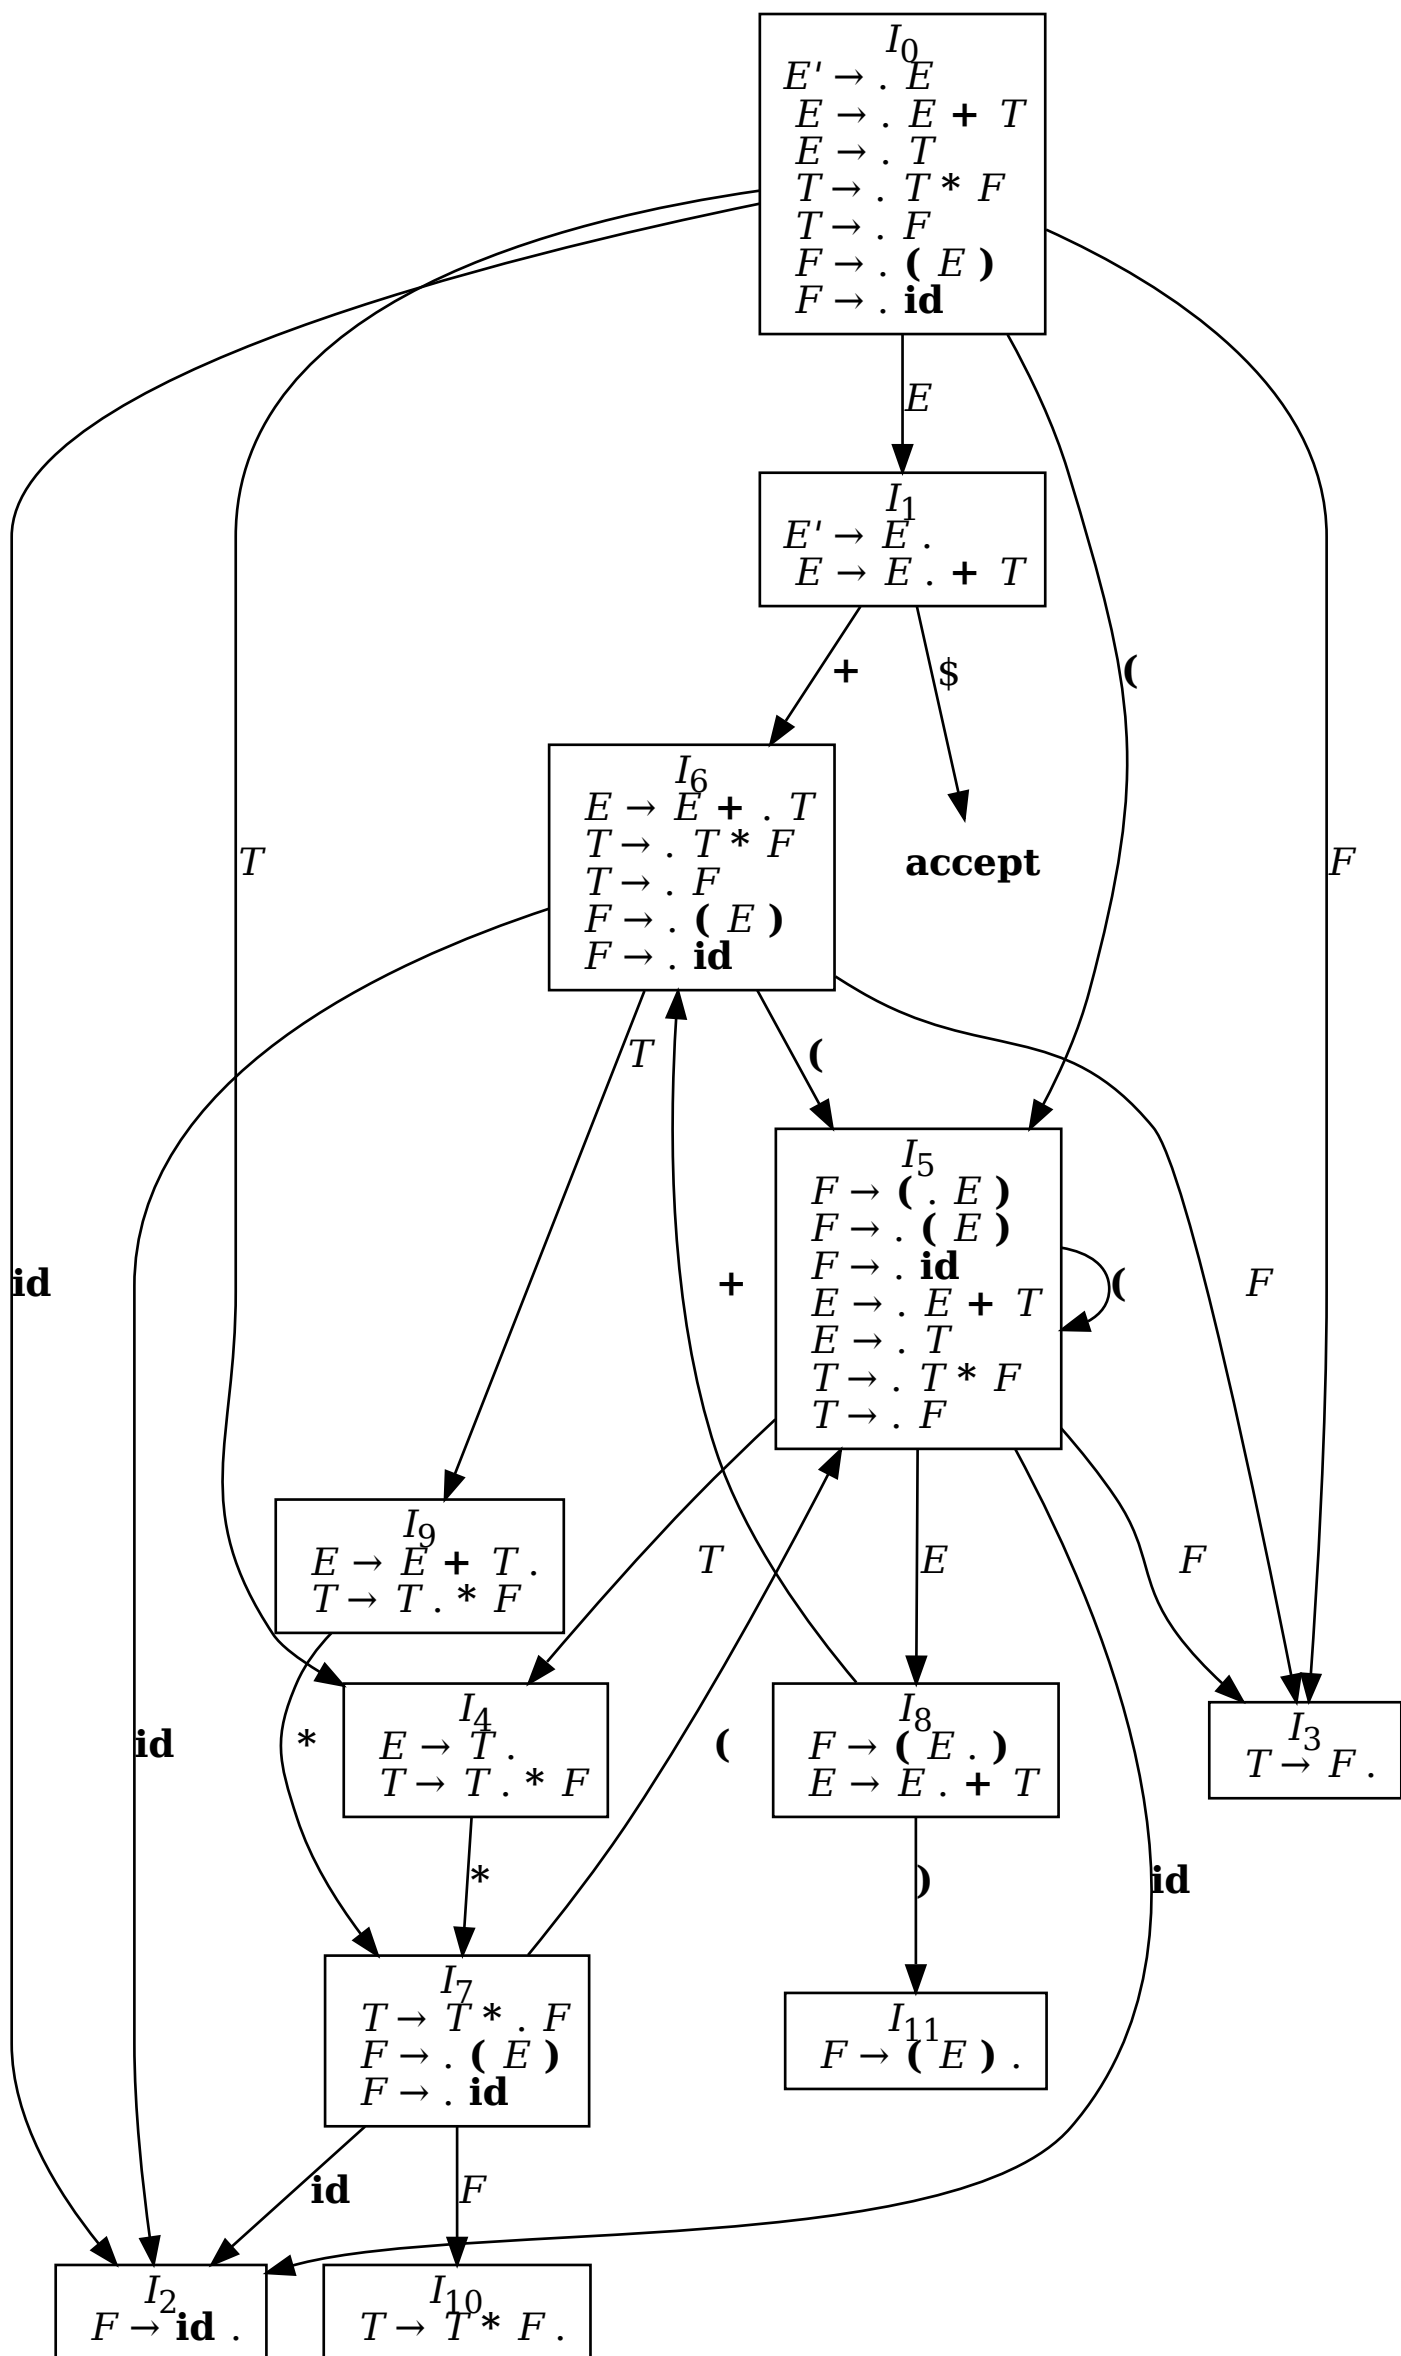 I0
E' → . E
E → . E + T
E → . T
T → . T * F
T → . F
F → . ( E )
F → . id
E
I1
E' → E .
E → E . + T
+
$
(
I6
E → E + . T
T → . T * F
T → . F
F → . ( E )
F → . id
T
accept
F
T
(
I5
F → ( . E )
F → . ( E )
F → . id
E → . E + T
E → . T
T → . T * F
T → . F
id
+
(
F
I9
E → E + T .
T → T . * F
T
E
F
id
*
I4
E → T .
T → T . * F
(
I8
F → ( E . )
E → E . + T
I3
T → F .
*
)
id
I7
T → T * . F
F → . ( E )
F → . id
I11
F → ( E ) .
id
F
I2
F → id .
I10
T → T * F .